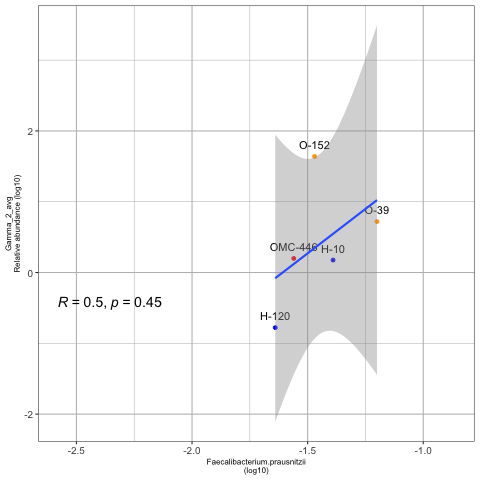 Gamma_2_avg
Relative abundance (log10)
2
0
-2
O-152
O-39
OMC-446
H-10
H-120
R = 0.5, p = 0.45
-2.5
-2.0
-1.5
-1.0
Faecalibacterium.prausnitzii
(log10)